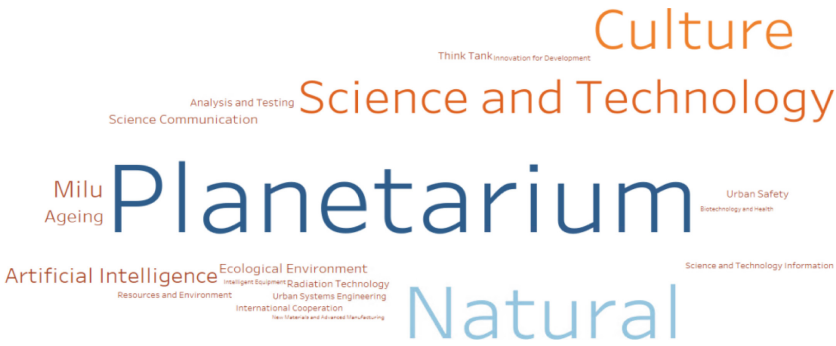 Culture
Think Tank
Innovation for Development
Science and Technology
Analysis and Testing
Science Communication
Planetarium
Milu
Ageing
Urban Safety
Biotechnology and Health
Artificial Intelligence
Ecological Environment
Science and Technology Information
Intelligent Equipment
Radiation Technology
Resources and Environment
Urban Systems Engineering
International Cooperation
New Materials and Advanced Manufacturing
Natural